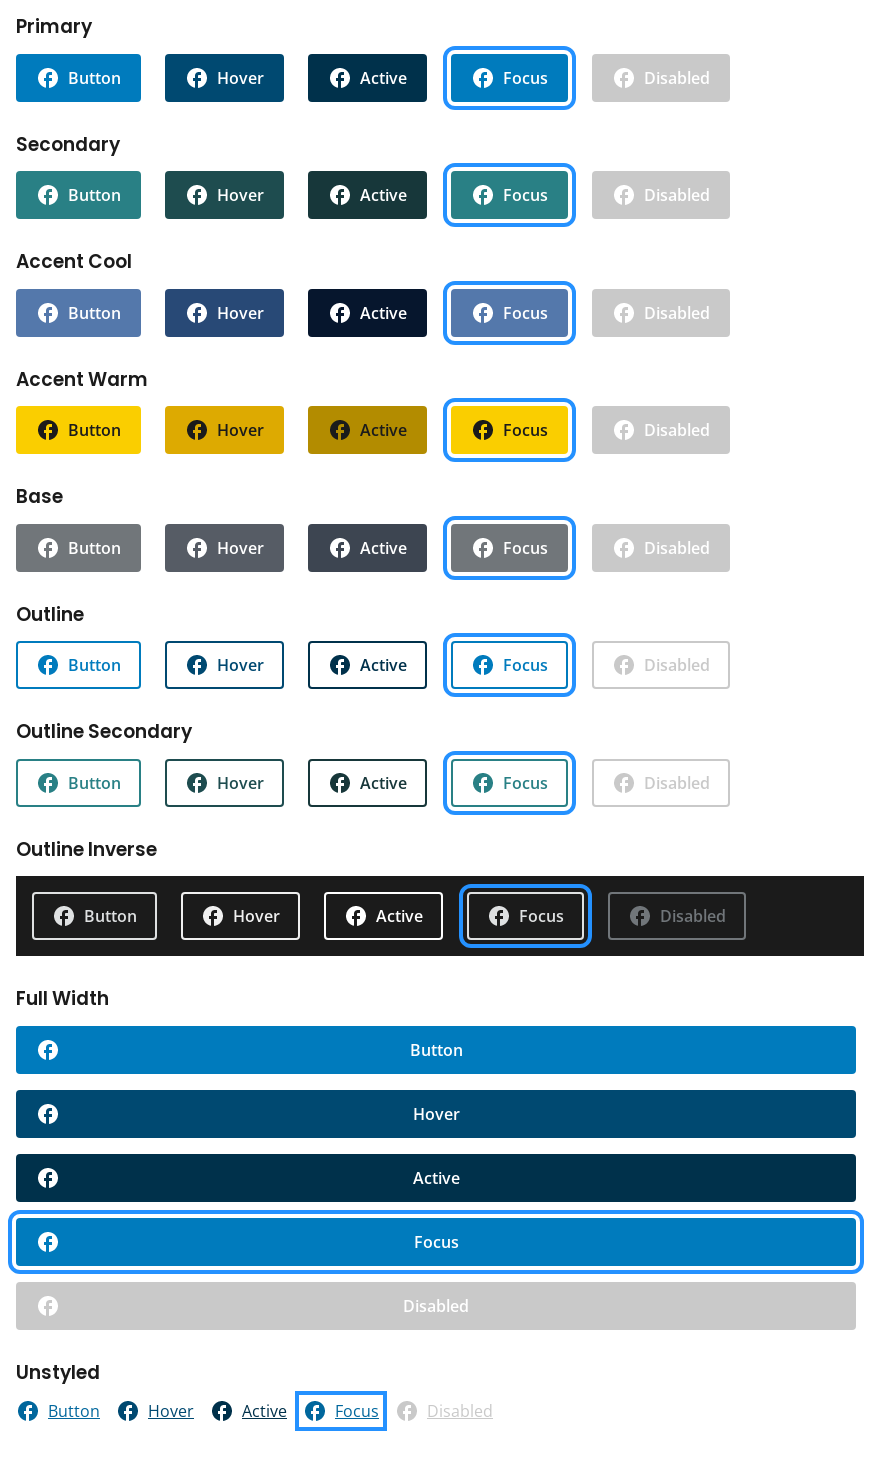 Primary
Button Hover Active Focus Disabled
Secondary
Button Hover Active Focus Disabled
Accent Cool
Button Hover Active Focus Disabled
Accent Warm
Button Hover Active Focus Disabled
Base
Button Hover Active Focus Disabled
Outline
Button Hover Active Focus Disabled
Outline Secondary
Button Hover Active Focus Disabled
Outline Inverse
Button Hover Active Focus Disabled
Full Width
Button
Hover
Active
Focus
Disabled
Unstyled
Button Hover Active Focus Disabled